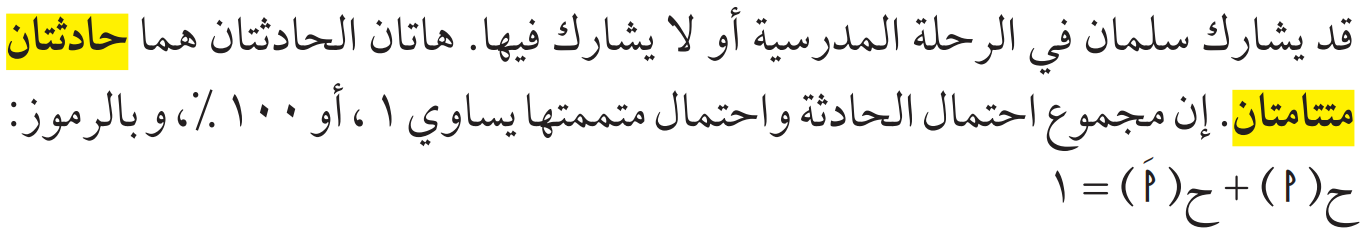 قد يشارك سلمان في الرحلة المدرسية أو لا يشارك فيها. هاتان الحادثتان هما حادثتان
متتامتان. إن مجموع احتمال الحادثة واحتمال متممتها يساوي ١ ، أو ١٠٠ ٪، وبالرموز:
ح( أ ) + ح( أَ ) = ١